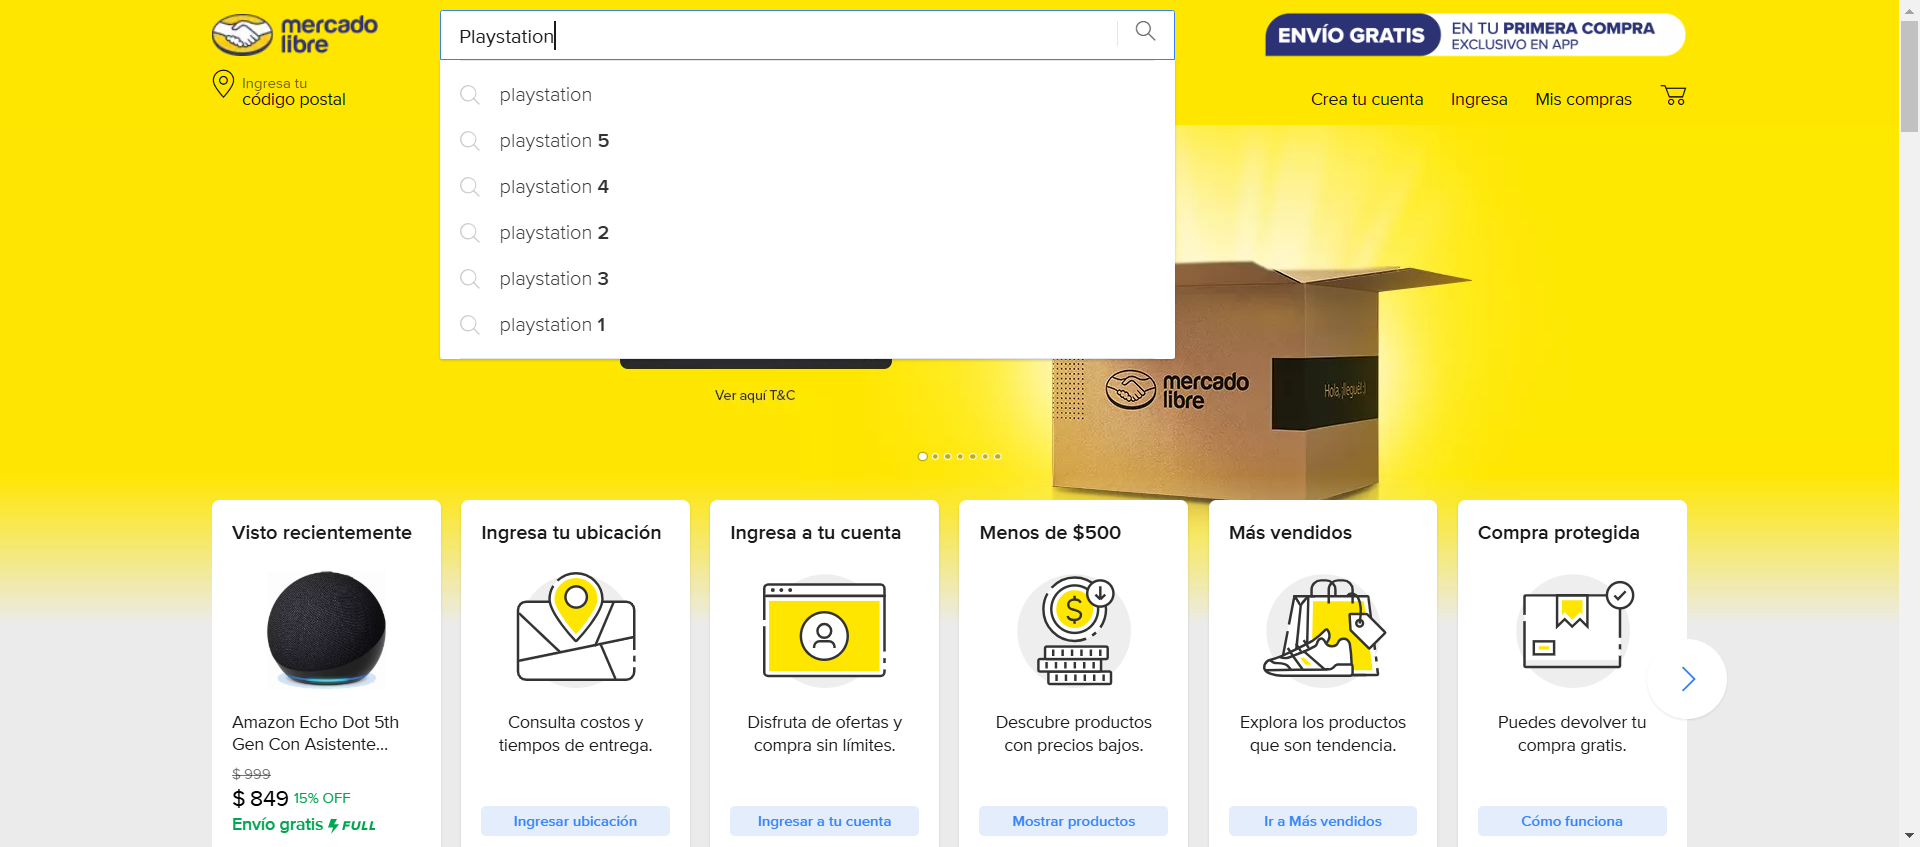 mercado
libre
Playstation
ENVÍO GRATIS
EN TU PRIMERA COMPRA
EXCLUSIVO EN APP
Ingresa tu
código postal
Crea tu cuenta
Ingresa
Mis compras
playstation
playstation 5
playstation 4
playstation 2
playstation 3
playstation 1
Ver aquí T&C
mercado
libre
Hola, ¡llegué! :)
Visto recientemente
Amazon Echo Dot 5th
Gen Con Asistente...
$ 999
$ 849 15% OFF
Envío gratis FULL
Ingresa tu ubicación
Consulta costos y
tiempos de entrega.
Ingresar ubicación
Ingresa a tu cuenta
Disfruta de ofertas y
compra sin límites.
Ingresar a tu cuenta
Menos de $500
Descubre productos
con precios bajos.
Mostrar productos
Más vendidos
Explora los productos
que son tendencia.
Ir a Más vendidos
Compra protegida
Puedes devolver tu
compra gratis.
Cómo funciona